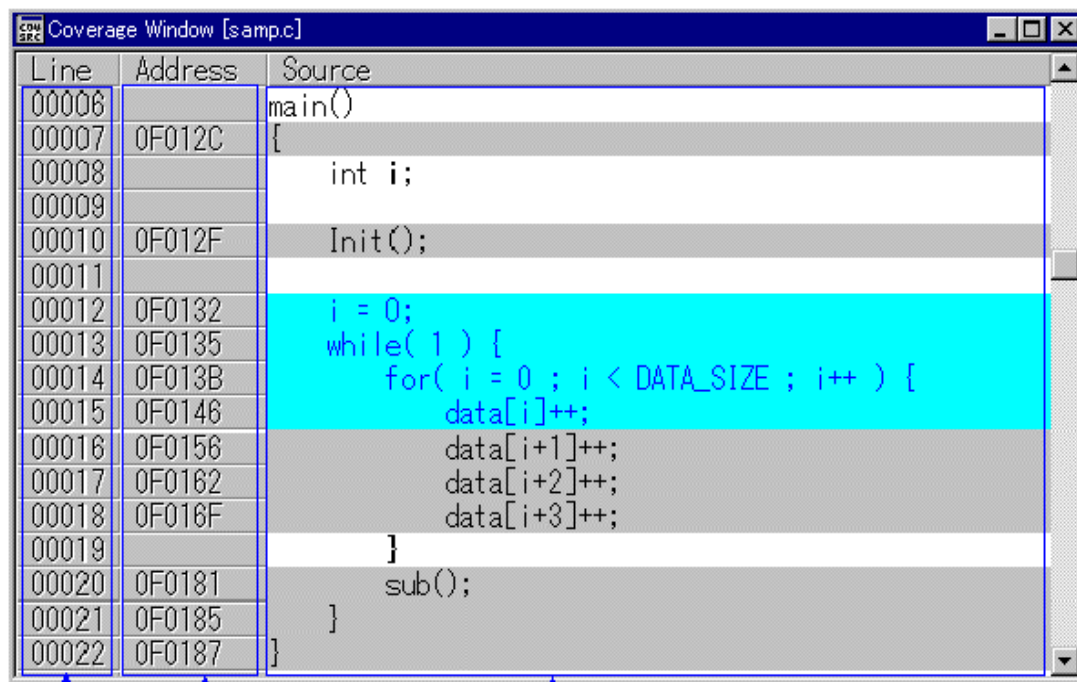 COV SRC Coverage Window [samp.c]
Line Address Source
00006 main()
00007 0F012C {
00008 int i;
00009
00010 0F012F Init();
00011
00012 0F0132 i = 0;
00013 0F0135 while( 1 ) {
00014 0F013B for( i = 0 ; i < DATA_SIZE ; i++ ) {
00015 0F0146 data[i]++;
00016 0F0156 data[i+1]++;
00017 0F0162 data[i+2]++;
00018 0F016F data[i+3]++;
00019 }
00020 0F0181 sub();
00021 0F0185 }
00022 0F0187 }